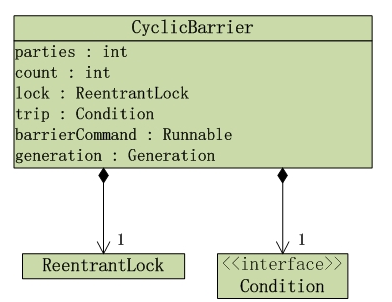 CyclicBarrier
parties : int
count : int
lock : ReentrantLock
trip : Condition
barrierCommand : Runnable
generation : Generation
1
1
ReentrantLock
<<interface>>
Condition